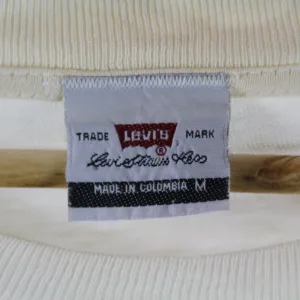 TRADE LEVI'S MARK
®
Levi Strauss & Co
MADE IN COLOMBIA M